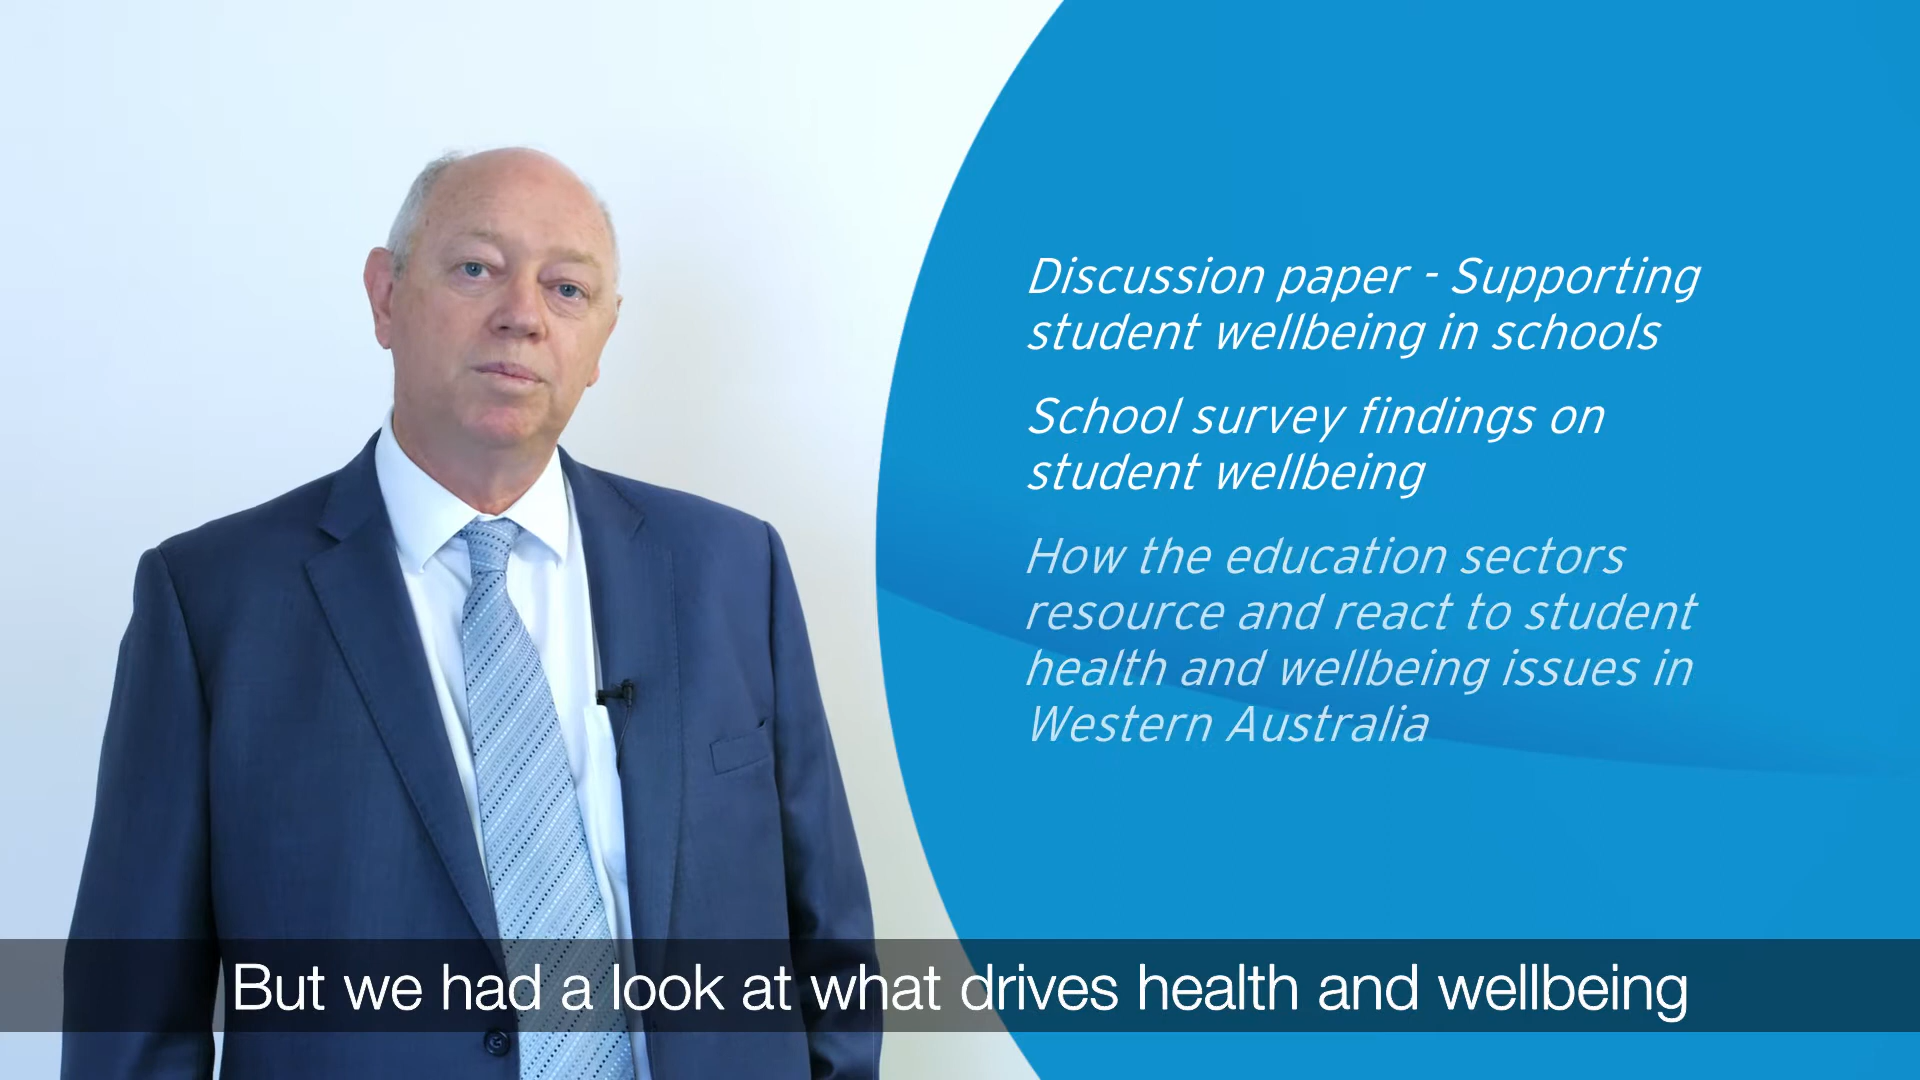 Discussion paper - Supporting
student wellbeing in schools
School survey findings on
student wellbeing
How the education sectors
resource and react to student
health and wellbeing issues in
Western Australia
But we had a look at what drives health and wellbeing